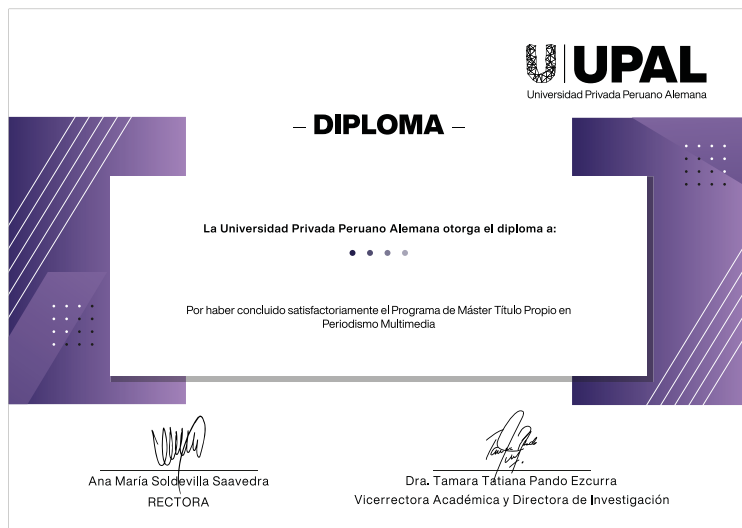 UPAL
Universidad Privada Peruano Alemana
– DIPLOMA –
La Universidad Privada Peruano Alemana otorga el diploma a:
Por haber concluido satisfactoriamente el Programa de Máster Título Propio en
Periodismo Multimedia
Ana María Soldevilla Saavedra
RECTORA
Dra. Tamara Tatiana Pando Ezcurra
Vicerrectora Académica y Directora de Investigación